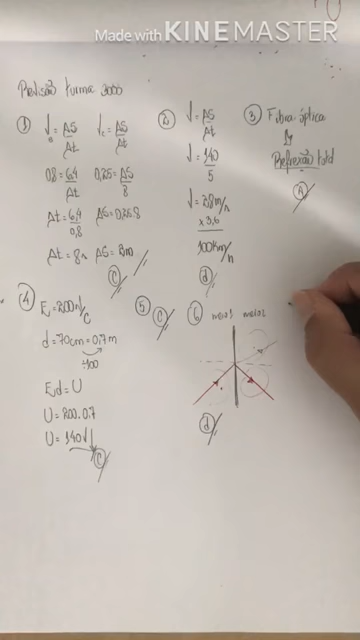 Made with KINEMASTER
Revisão turma 3000
1
V = ΔS/Δt
Vc = ΔS/Δt
0,8 = 6,4/Δt
0,25 = ΔS/8
Δt = 6,4/0,8
ΔS = 0,25.8
Δt = 8s
ΔS = 2m
C
2
V = ΔS/Δt
V = 140/5
V = 28m/s
x 3,6
100km/h
d
3 Fibra óptica
Reflexão total
A
4
E = 200N/C
d = 70cm = 0,7m
÷100
E.d = U
U = 200.0,7
U = 140V
C
5
C
6
meio1 meio2
d